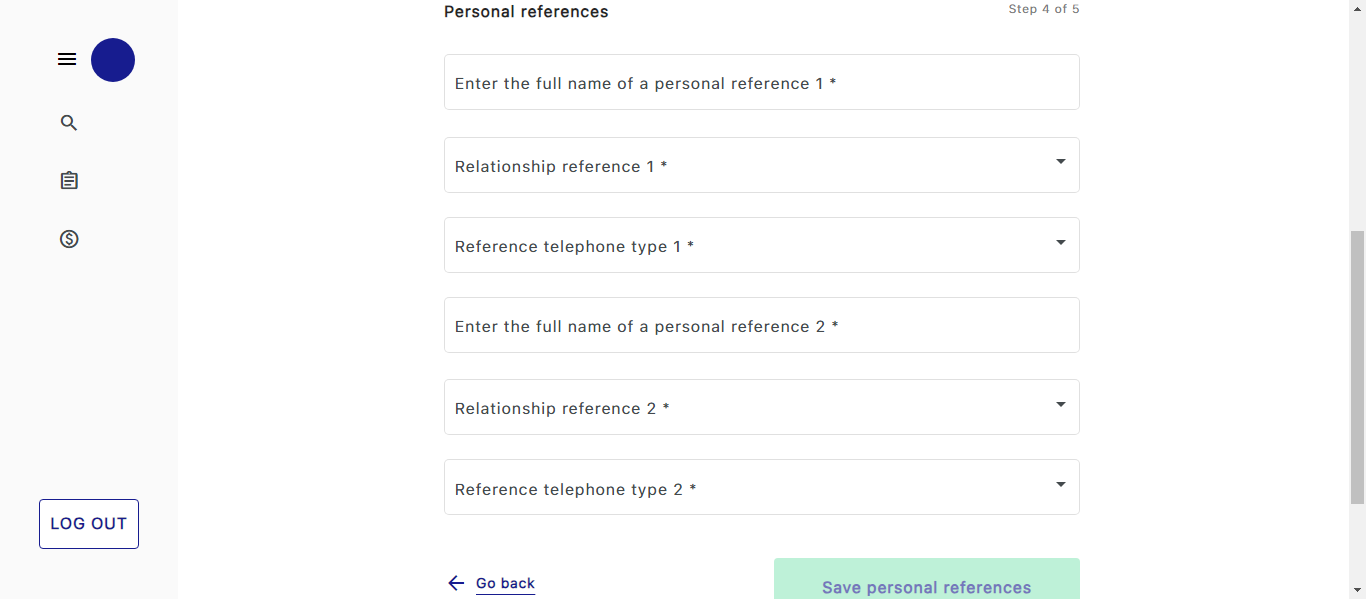 Personal references
Step 4 of 5
Enter the full name of a personal reference 1 *
Relationship reference 1 *
Reference telephone type 1 *
Enter the full name of a personal reference 2 *
Relationship reference 2 *
Reference telephone type 2 *
LOG OUT
Go back
Save personal references